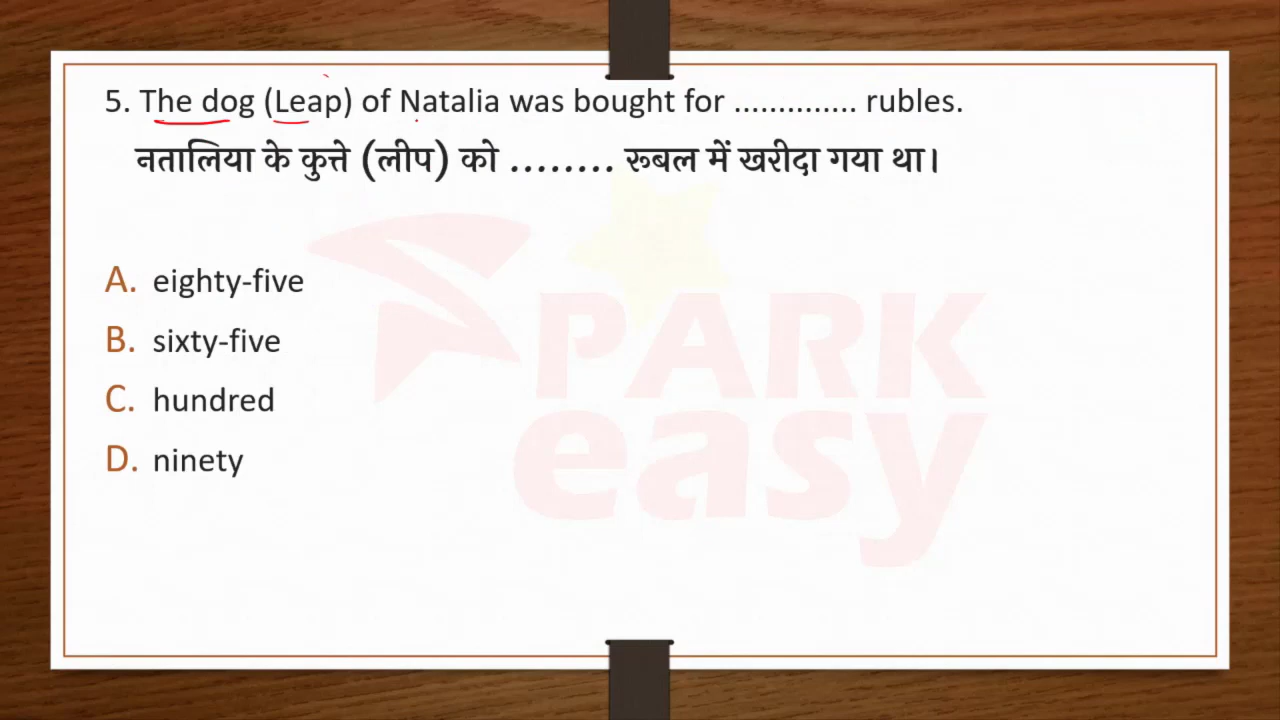 5. The dog (Leap) of Natalia was bought for .............. rubles.
नतालिया के कुत्ते (लीप) को ........ रूबल में खरीदा गया था।
A. eighty-five
B. sixty-five
C. hundred
D. ninety
PARK
easy